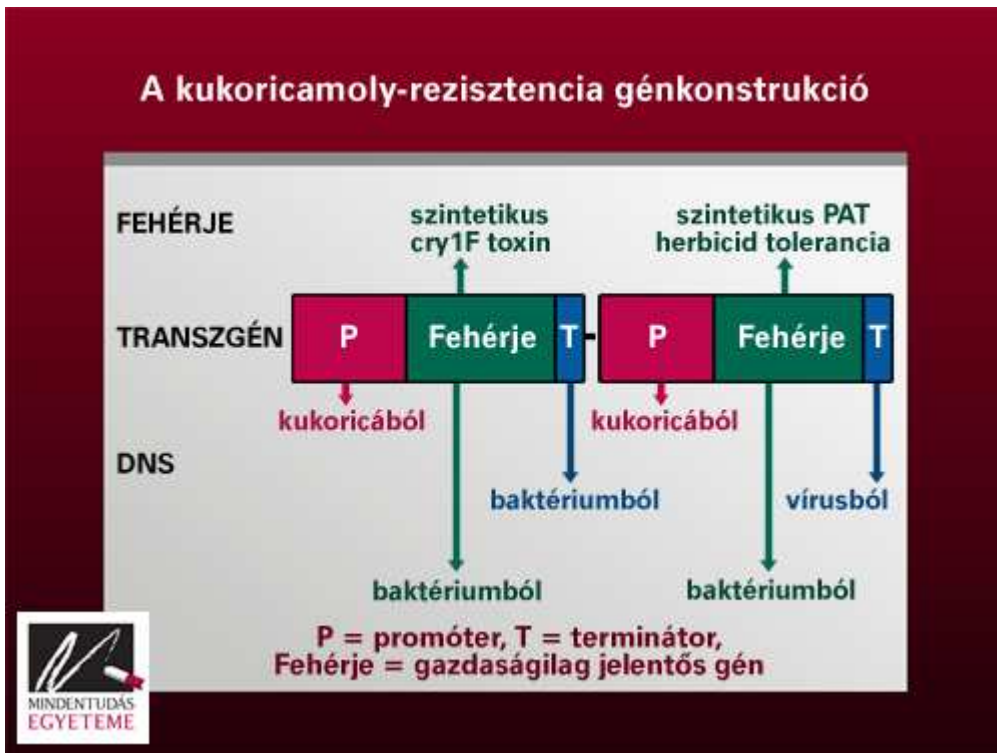 A kukoricamoly-rezisztencia génkonstrukció
FEHÉRJE
szintetikus
cry1F toxin
szintetikus PAT
herbicid tolerancia
TRANSZGÉN
P
Fehérje
T
P
Fehérje
T
kukoricából
kukoricából
DNS
baktériumból
vírusból
baktériumból
baktériumból
P = promóter, T = terminátor,
Fehérje = gazdaságilag jelentős gén
MINDENTUDÁS
EGYETEME